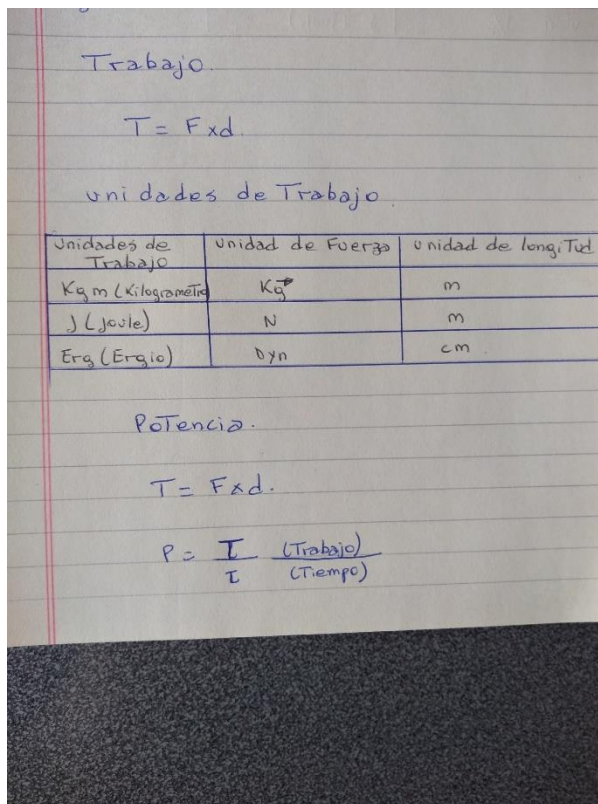 Trabajo.
T = F x d.
unidades de Trabajo.
Unidades de Trabajo | Unidad de Fuerza | Unidad de longiTud
Kgm (Kilogrametro | Kg | m
J (Joule) | N | m
Erg (Ergio) | Dyn | cm
PoTencia.
T = F x d.
P = T/T (Trabajo)/(Tiempo)